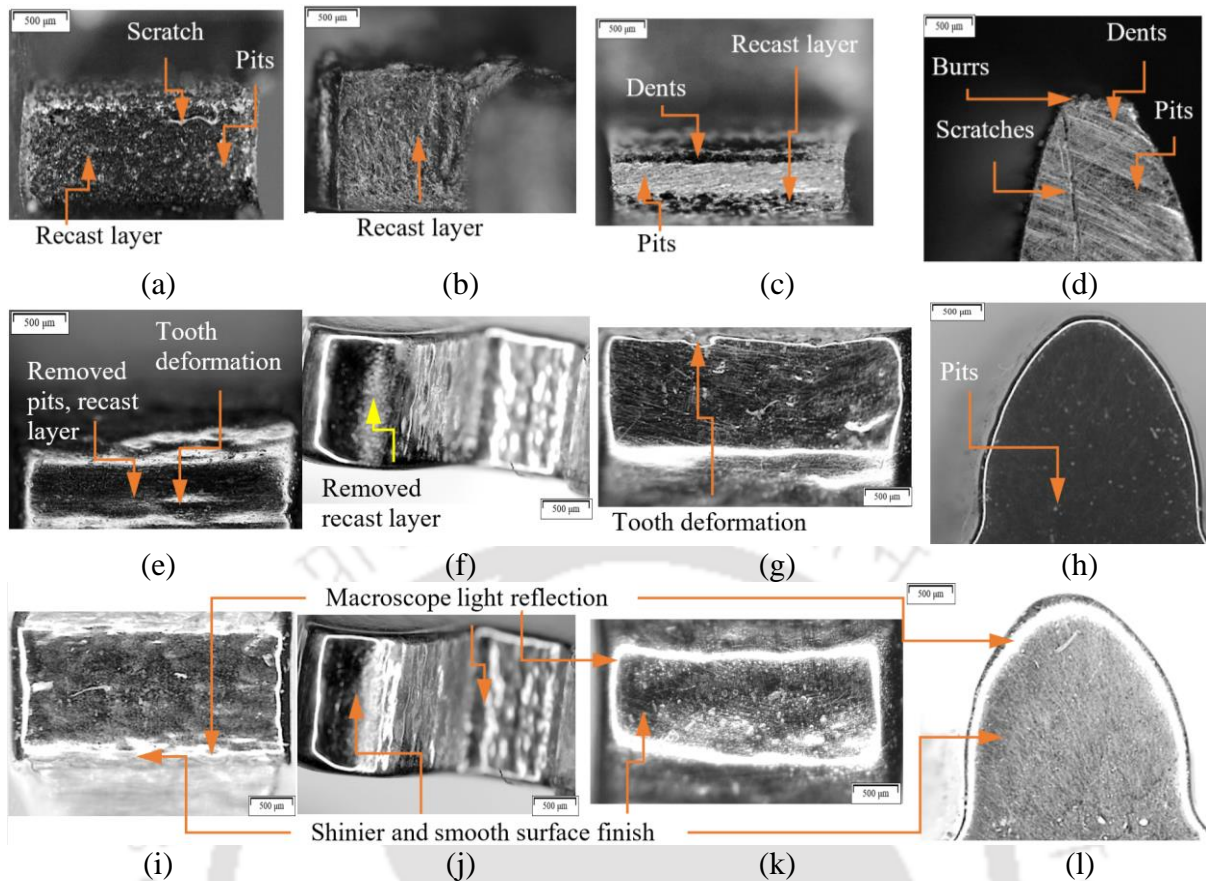 500 μm
Scratch
Pits
Recast layer
(a)
500 μm
Recast layer
(b)
500 μm
Recast layer
Dents
Pits
(c)
500 μm
Dents
Burrs
Pits
Scratches
(d)
500 μm
Tooth
deformation
Removed
pits, recast
layer
(e)
Removed
recast layer
500 μm
(f)
500 μm
Tooth deformation
(g)
500 μm
Pits
(h)
Macroscope light reflection
500 μm
500 μm
500 μm
500 μm
Shinier and smooth surface finish
(i)
(j)
(k)
(l)